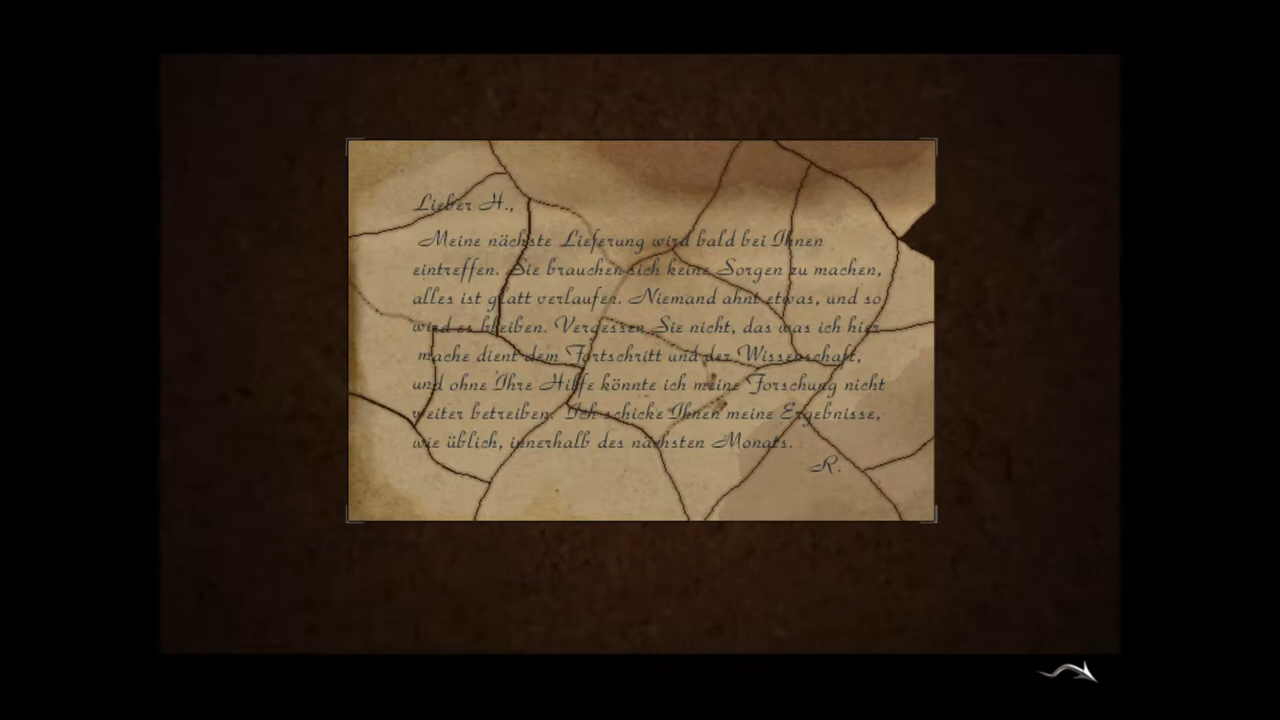 Lieber H.,
Meine nächste Lieferung wird bald bei Ihnen
eintreffen. Sie brauchen sich keine Sorgen zu machen,
alles ist glatt verlaufen. Niemand ahnt etwas, und so
wird es bleiben. Vergessen Sie nicht, das was ich hier
mache dient dem Fortschritt und der Wissenschaft,
und ohne Ihre Hilfe könnte ich meine Forschung nicht
weiter betreiben. Ich schicke Ihnen meine Ergebnisse,
wie üblich, innerhalb des nächsten Monats.
R.